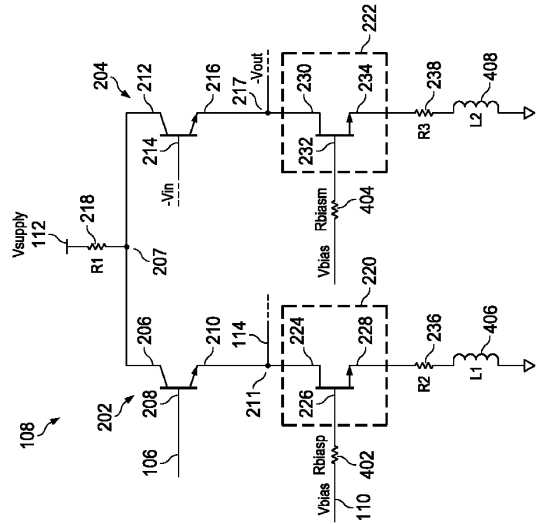 Vsupply
112
218
R1
207
204
212
214
216
-Vin
217
-Vout
222
230
232
234
Rbiasm
404
Vbias
238
R3
408
L2
108
202
206
208
210
106
211
114
220
224
226
228
Rbiasp
402
Vbias
110
236
R2
406
L1